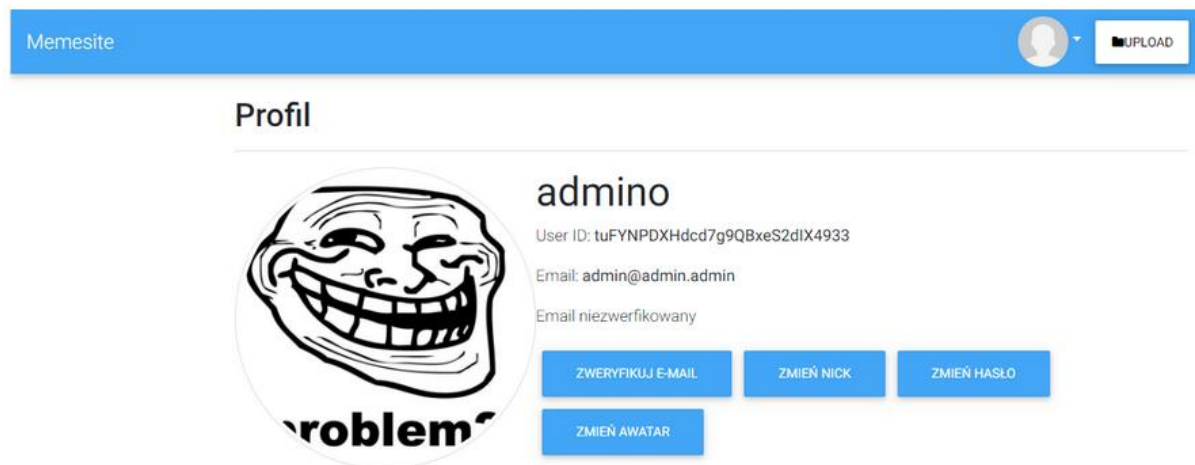 Memesite
UPLOAD
Profil
admino
User ID: tuFYNPDXHdcd7g9QBxeS2dIX4933
Email: admin@admin.admin
Email niezwerfikowany
ZWERYFIKUJ E-MAIL ZMIEŃ NICK ZMIEŃ HASŁO
ZMIEŃ AWATAR
roblem?